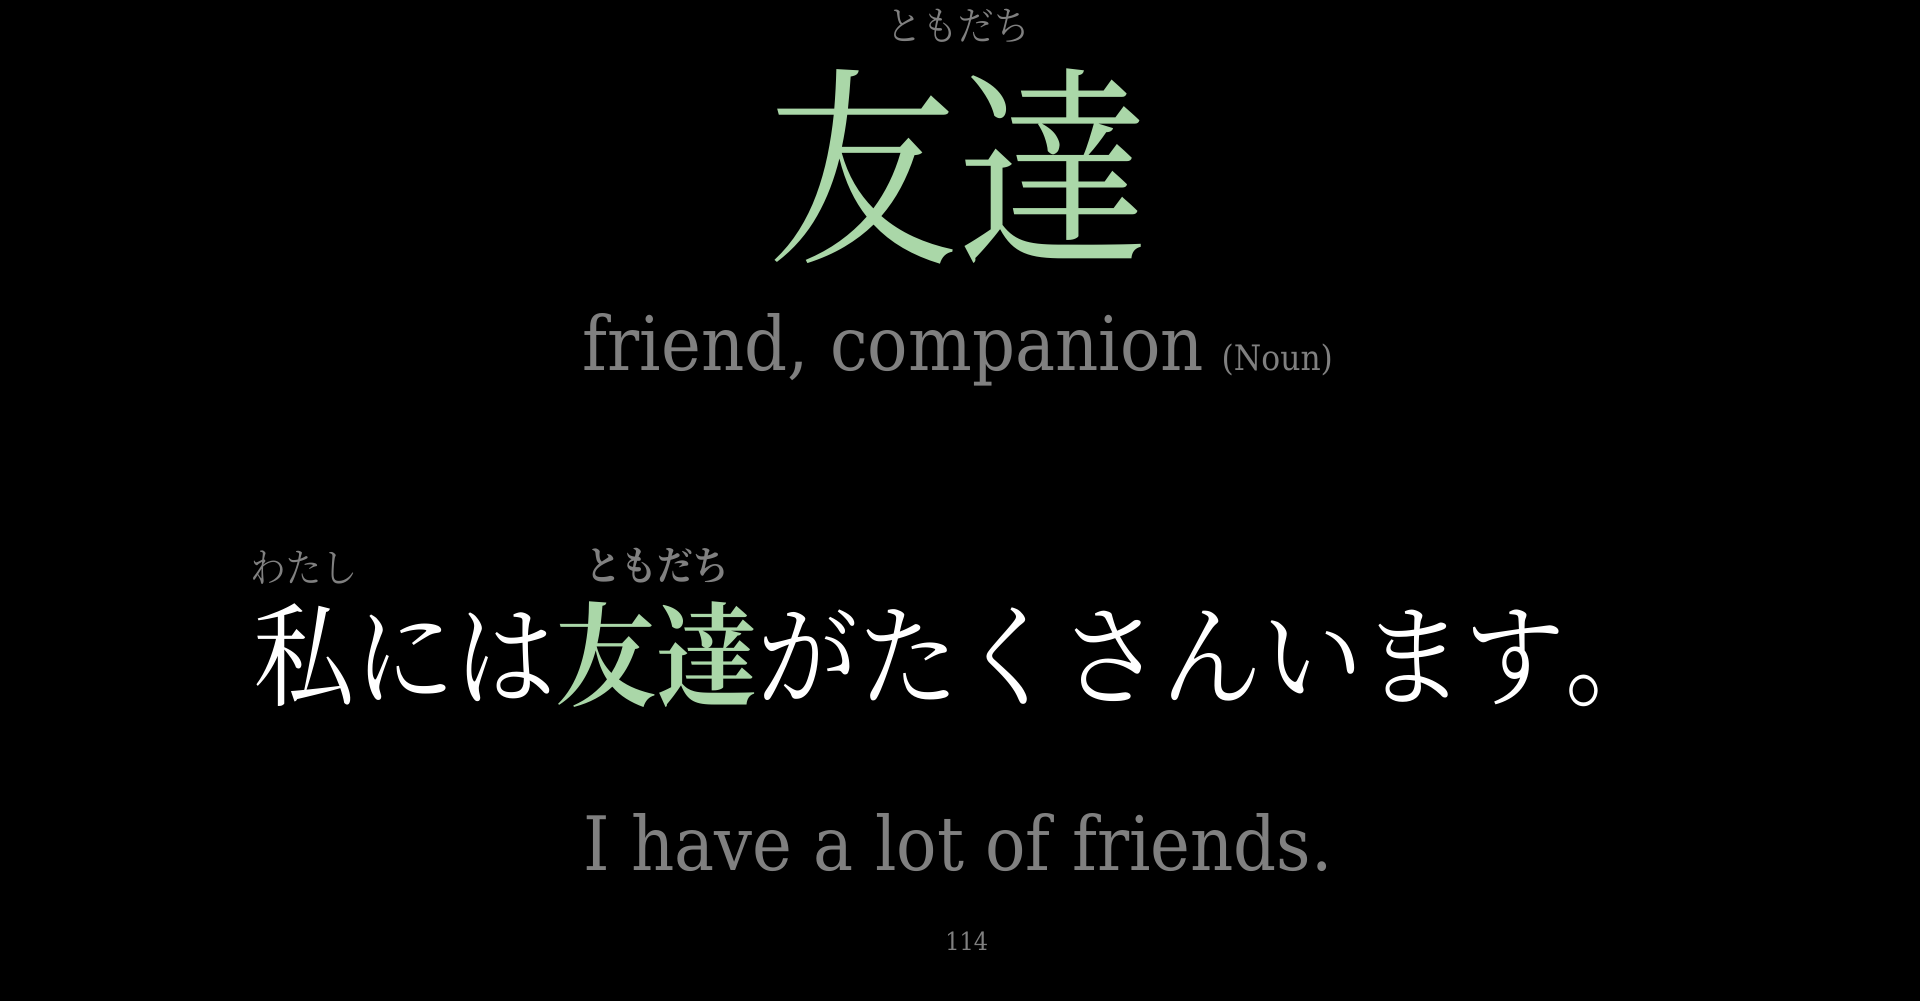 ともだち
友達
friend, companion (Noun)
わたし ともだち
私には友達がたくさんいます。
I have a lot of friends.
114